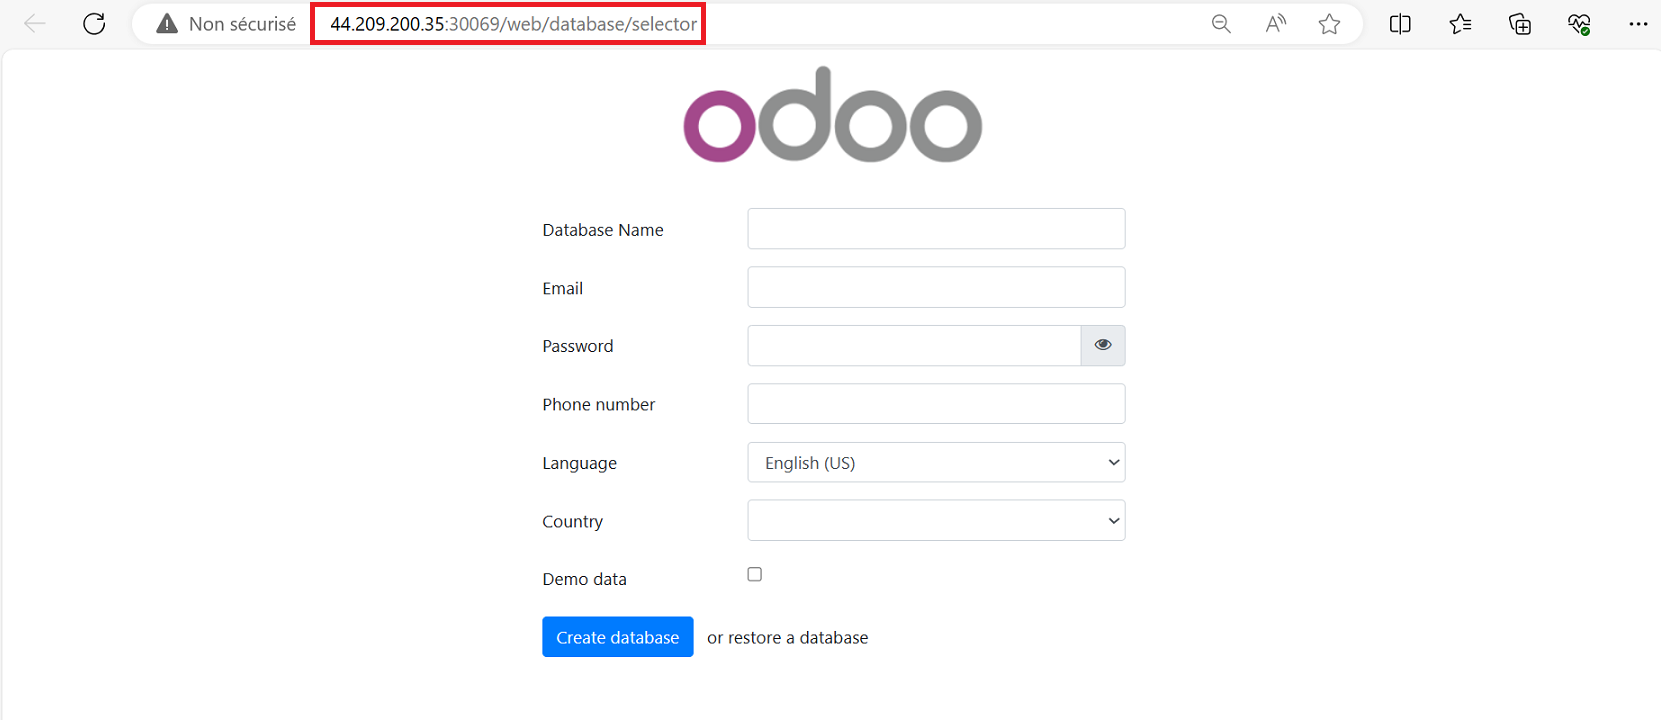 Non sécurisé 44.209.200.35:30069/web/database/selector
odoo
Database Name
Email
Password
Phone number
Language English (US)
Country
Demo data
Create database or restore a database